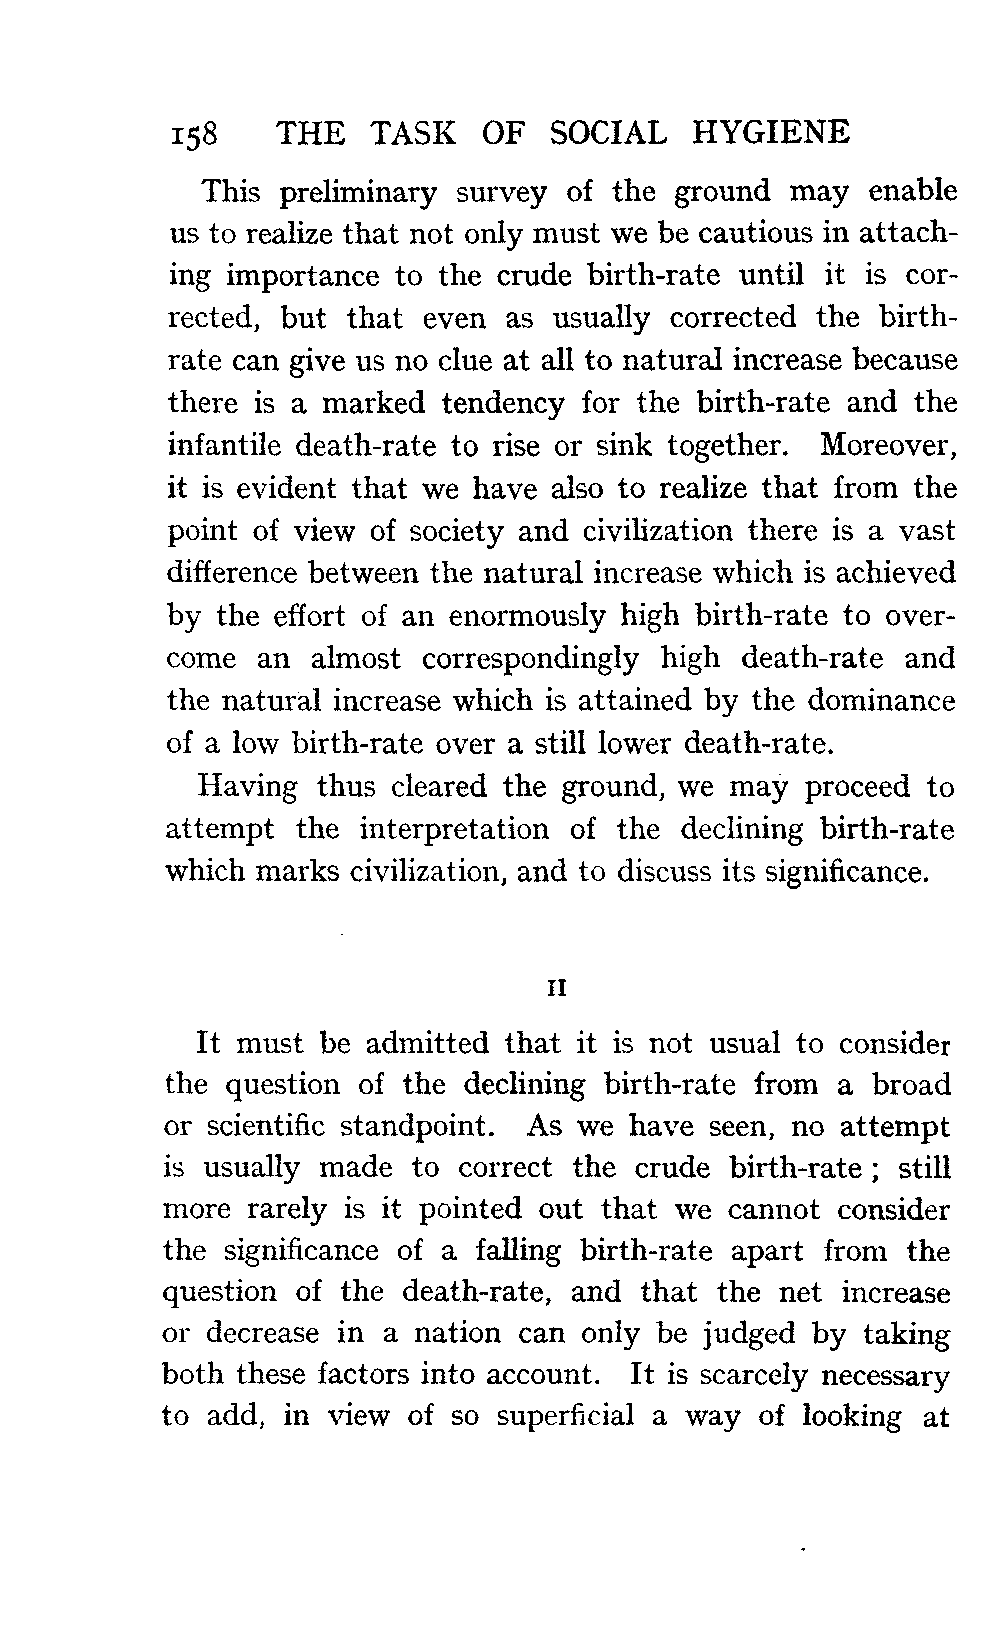 158 THE TASK OF SOCIAL HYGIENE
This preliminary survey of the ground may enable
us to realize that not only must we be cautious in attach-
ing importance to the crude birth-rate until it is cor-
rected, but that even as usually corrected the birth-
rate can give us no clue at all to natural increase because
there is a marked tendency for the birth-rate and the
infantile death-rate to rise or sink together. Moreover,
it is evident that we have also to realize that from the
point of view of society and civilization there is a vast
difference between the natural increase which is achieved
by the effort of an enormously high birth-rate to over-
come an almost correspondingly high death-rate and
the natural increase which is attained by the dominance
of a low birth-rate over a still lower death-rate.
Having thus cleared the ground, we may proceed to
attempt the interpretation of the declining birth-rate
which marks civilization, and to discuss its significance.
II
It must be admitted that it is not usual to consider
the question of the declining birth-rate from a broad
or scientific standpoint. As we have seen, no attempt
is usually made to correct the crude birth-rate ; still
more rarely is it pointed out that we cannot consider
the significance of a falling birth-rate apart from the
question of the death-rate, and that the net increase
or decrease in a nation can only be judged by taking
both these factors into account. It is scarcely necessary
to add, in view of so superficial a way of looking at